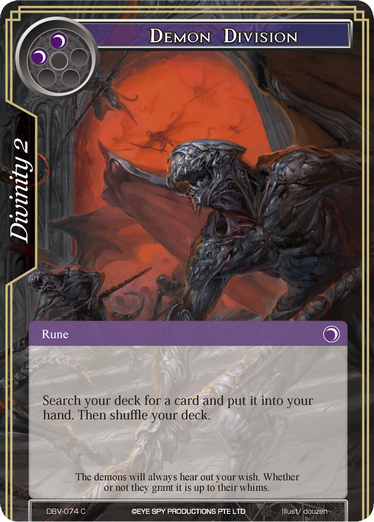 Demon Division
Divinity 2
Rune
Search your deck for a card and put it into your
hand. Then shuffle your deck.
The demons will always hear out your wish. Whether
or not they grant it is up to their whims.
DBV-074 C ©EYE SPY PRODUCTIONS PTE LTD Illust/ douzen